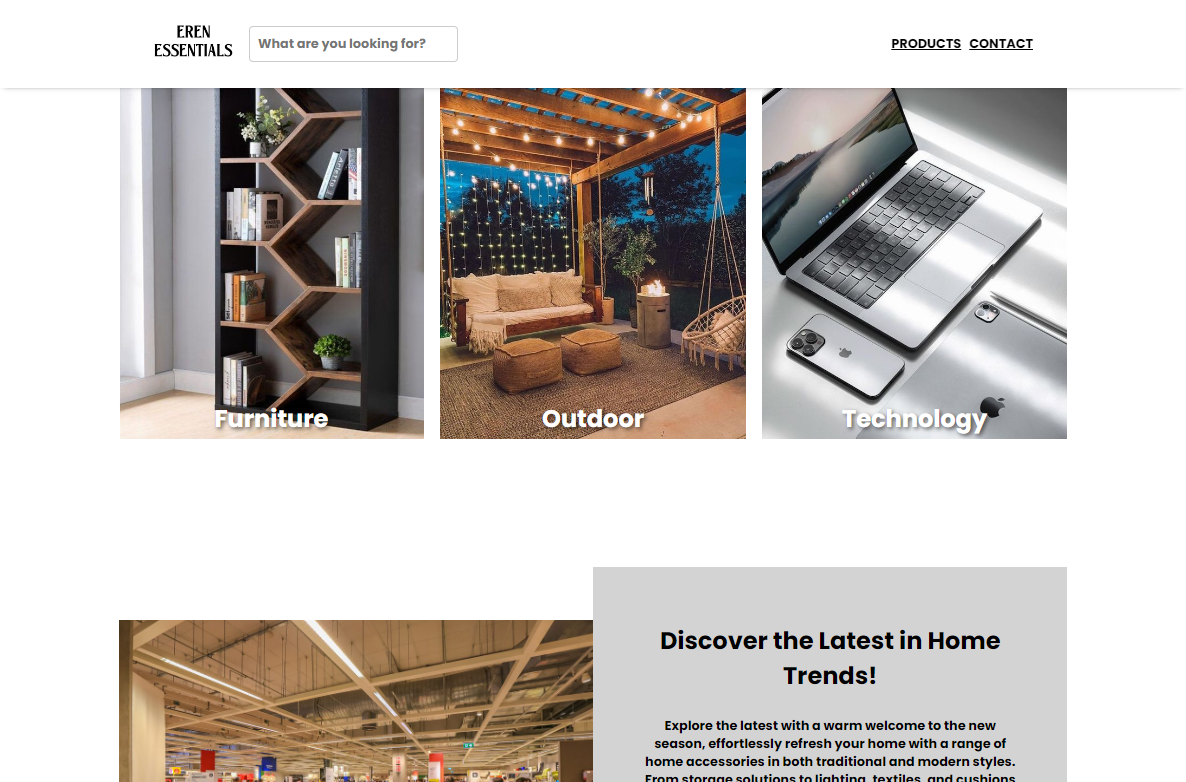 EREN
ESSENTIALS
What are you looking for?
PRODUCTS CONTACT
Furniture
Outdoor
Technology
Discover the Latest in Home
Trends!
Explore the latest with a warm welcome to the new
season, effortlessly refresh your home with a range of
home accessories in both traditional and modern styles.
From storage solutions to lighting, textiles, and cushions